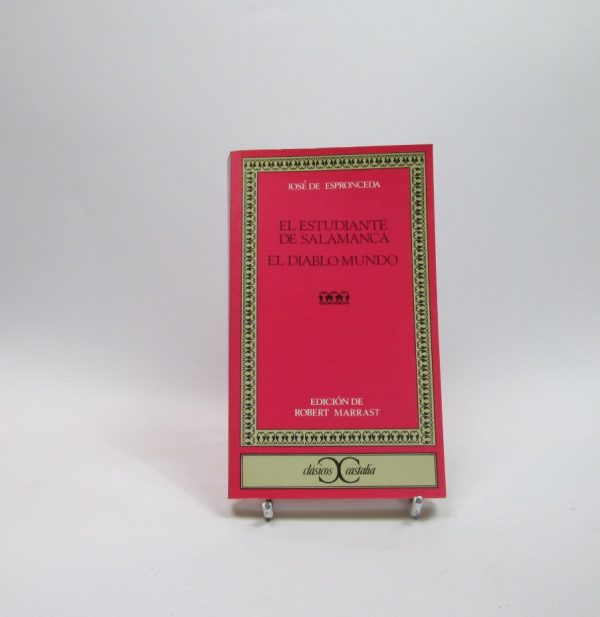 JOSÉ DE ESPRONCEDA
EL ESTUDIANTE
DE SALAMANCA
EL DIABLO MUNDO
EDICIÓN DE
ROBERT MARRAST
clásicos castalia